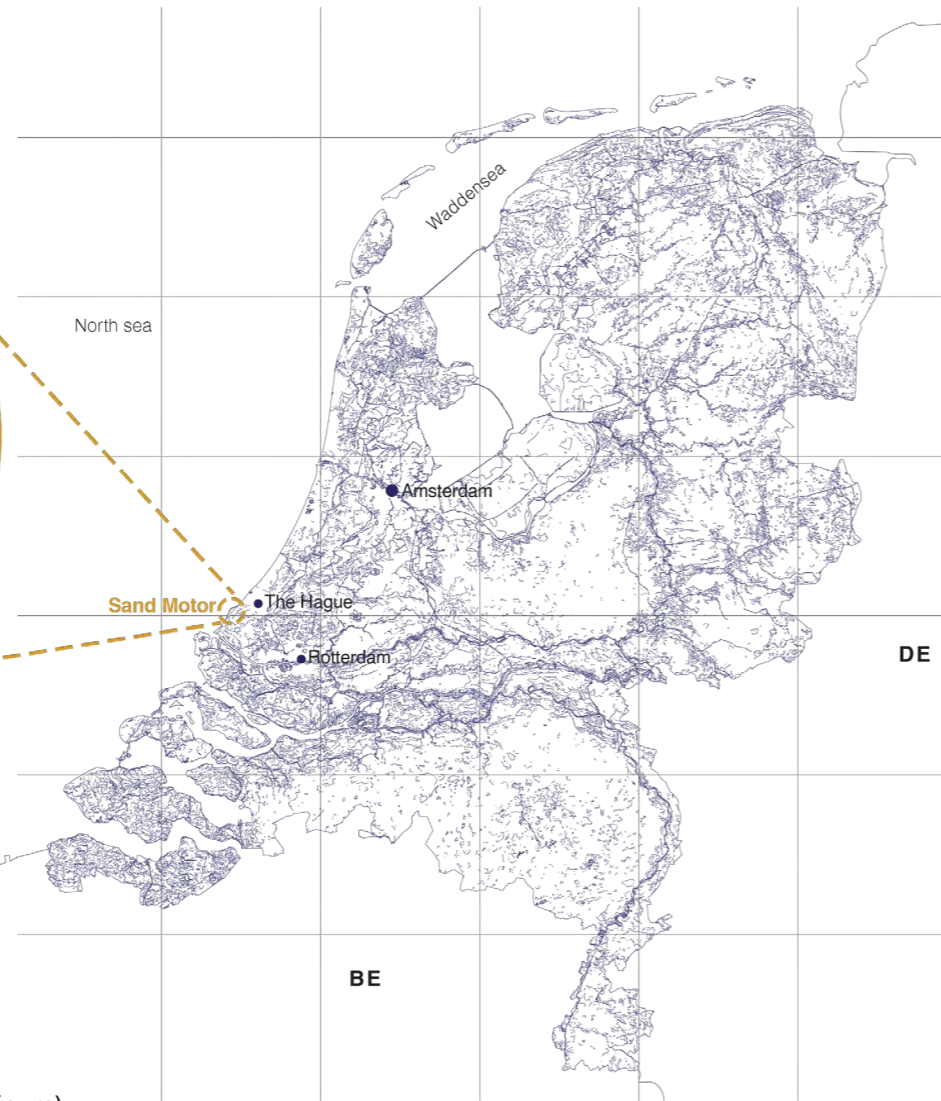 Waddensea
North sea
Amsterdam
Sand Motor
The Hague
Rotterdam
DE
BE